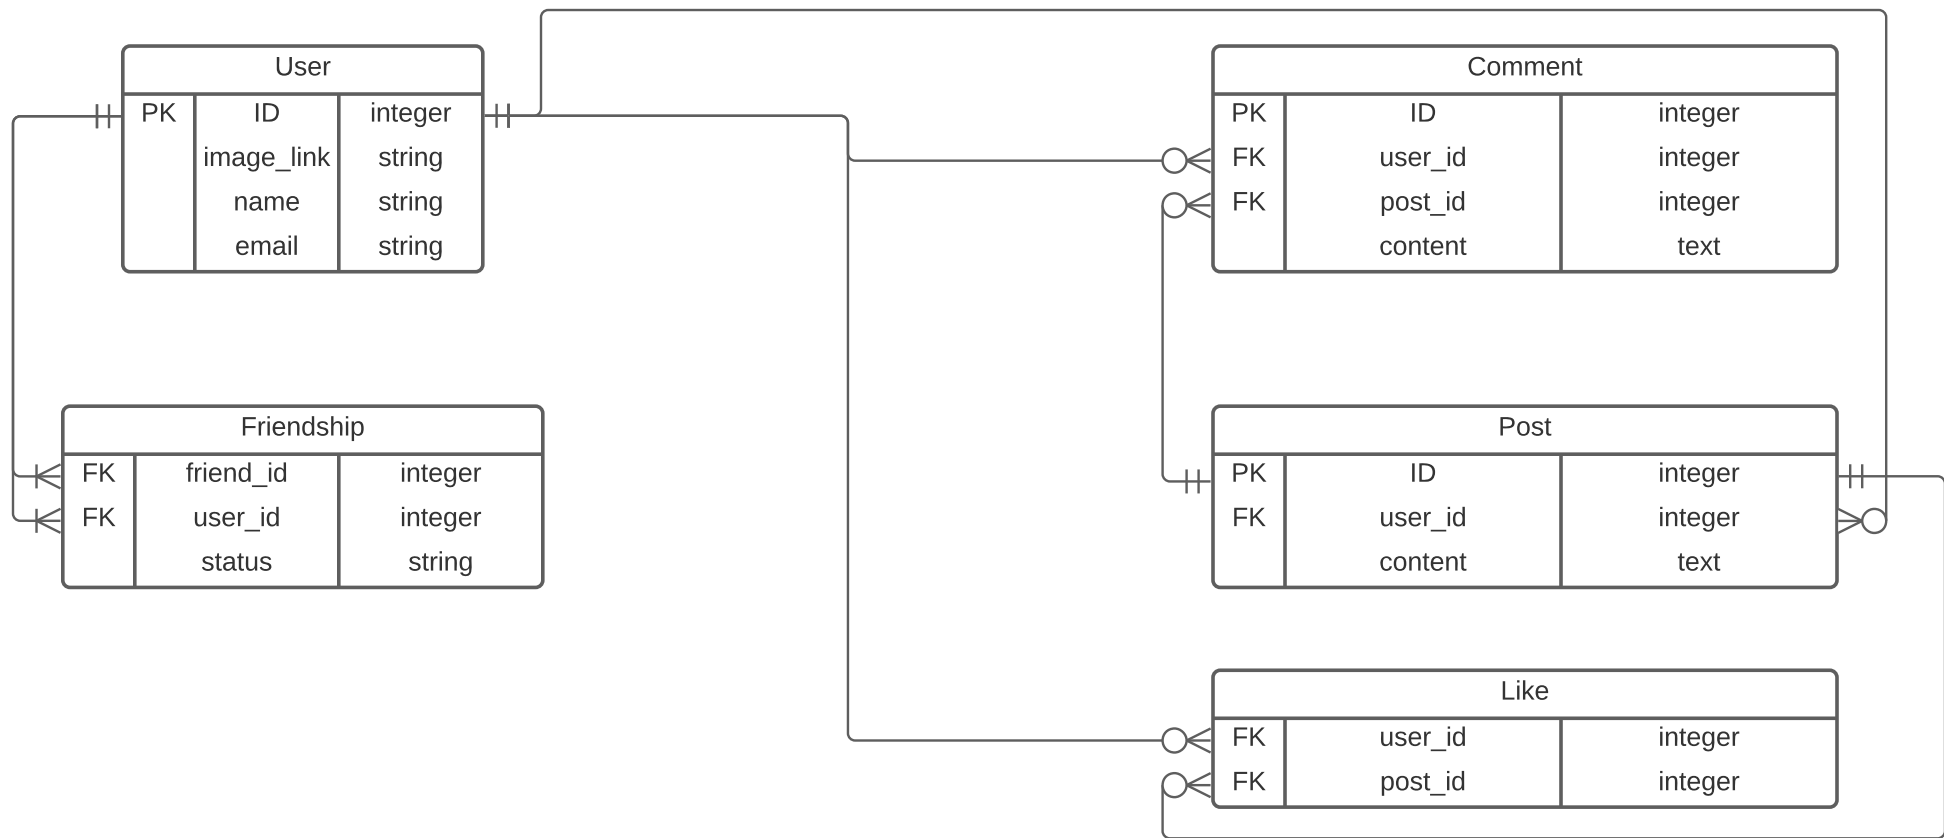 User
PK ID integer
image_link string
name string
email string
Comment
PK ID integer
FK user_id integer
FK post_id integer
content text
Friendship
FK friend_id integer
FK user_id integer
status string
Post
PK ID integer
FK user_id integer
content text
Like
FK user_id integer
FK post_id integer